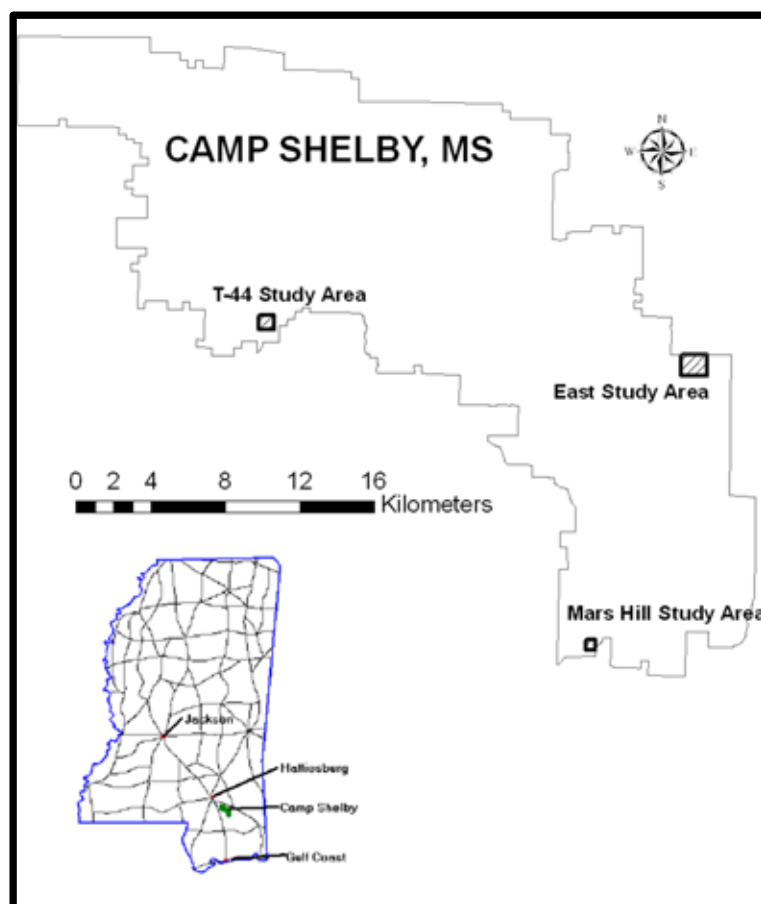 CAMP SHELBY, MS
N
W E
S
T-44 Study Area
East Study Area
0 2 4 8 12 16
Kilometers
Mars Hill Study Area
Jackson
Hattiesberg
Camp Shelby
Gulf Coast